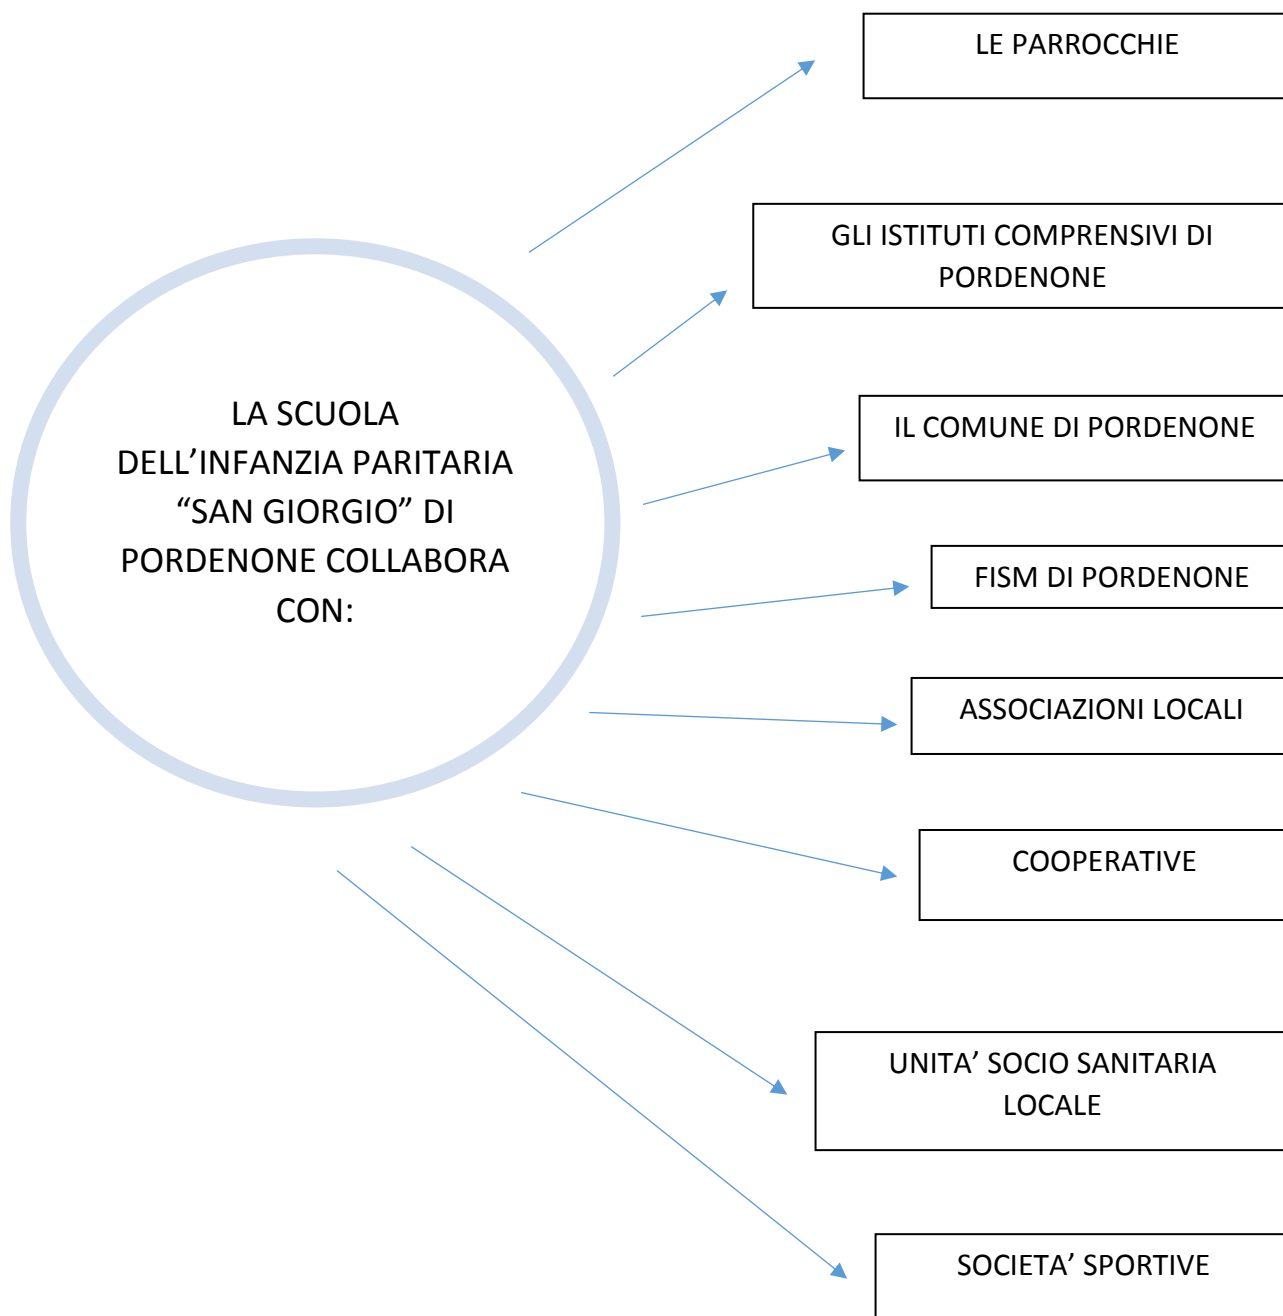 LA SCUOLA
DELL’INFANZIA PARITARIA
“SAN GIORGIO” DI
PORDENONE COLLABORA
CON:
LE PARROCCHIE
GLI ISTITUTI COMPRENSIVI DI
PORDENONE
IL COMUNE DI PORDENONE
FISM DI PORDENONE
ASSOCIAZIONI LOCALI
COOPERATIVE
UNITA’ SOCIO SANITARIA
LOCALE
SOCIETA’ SPORTIVE